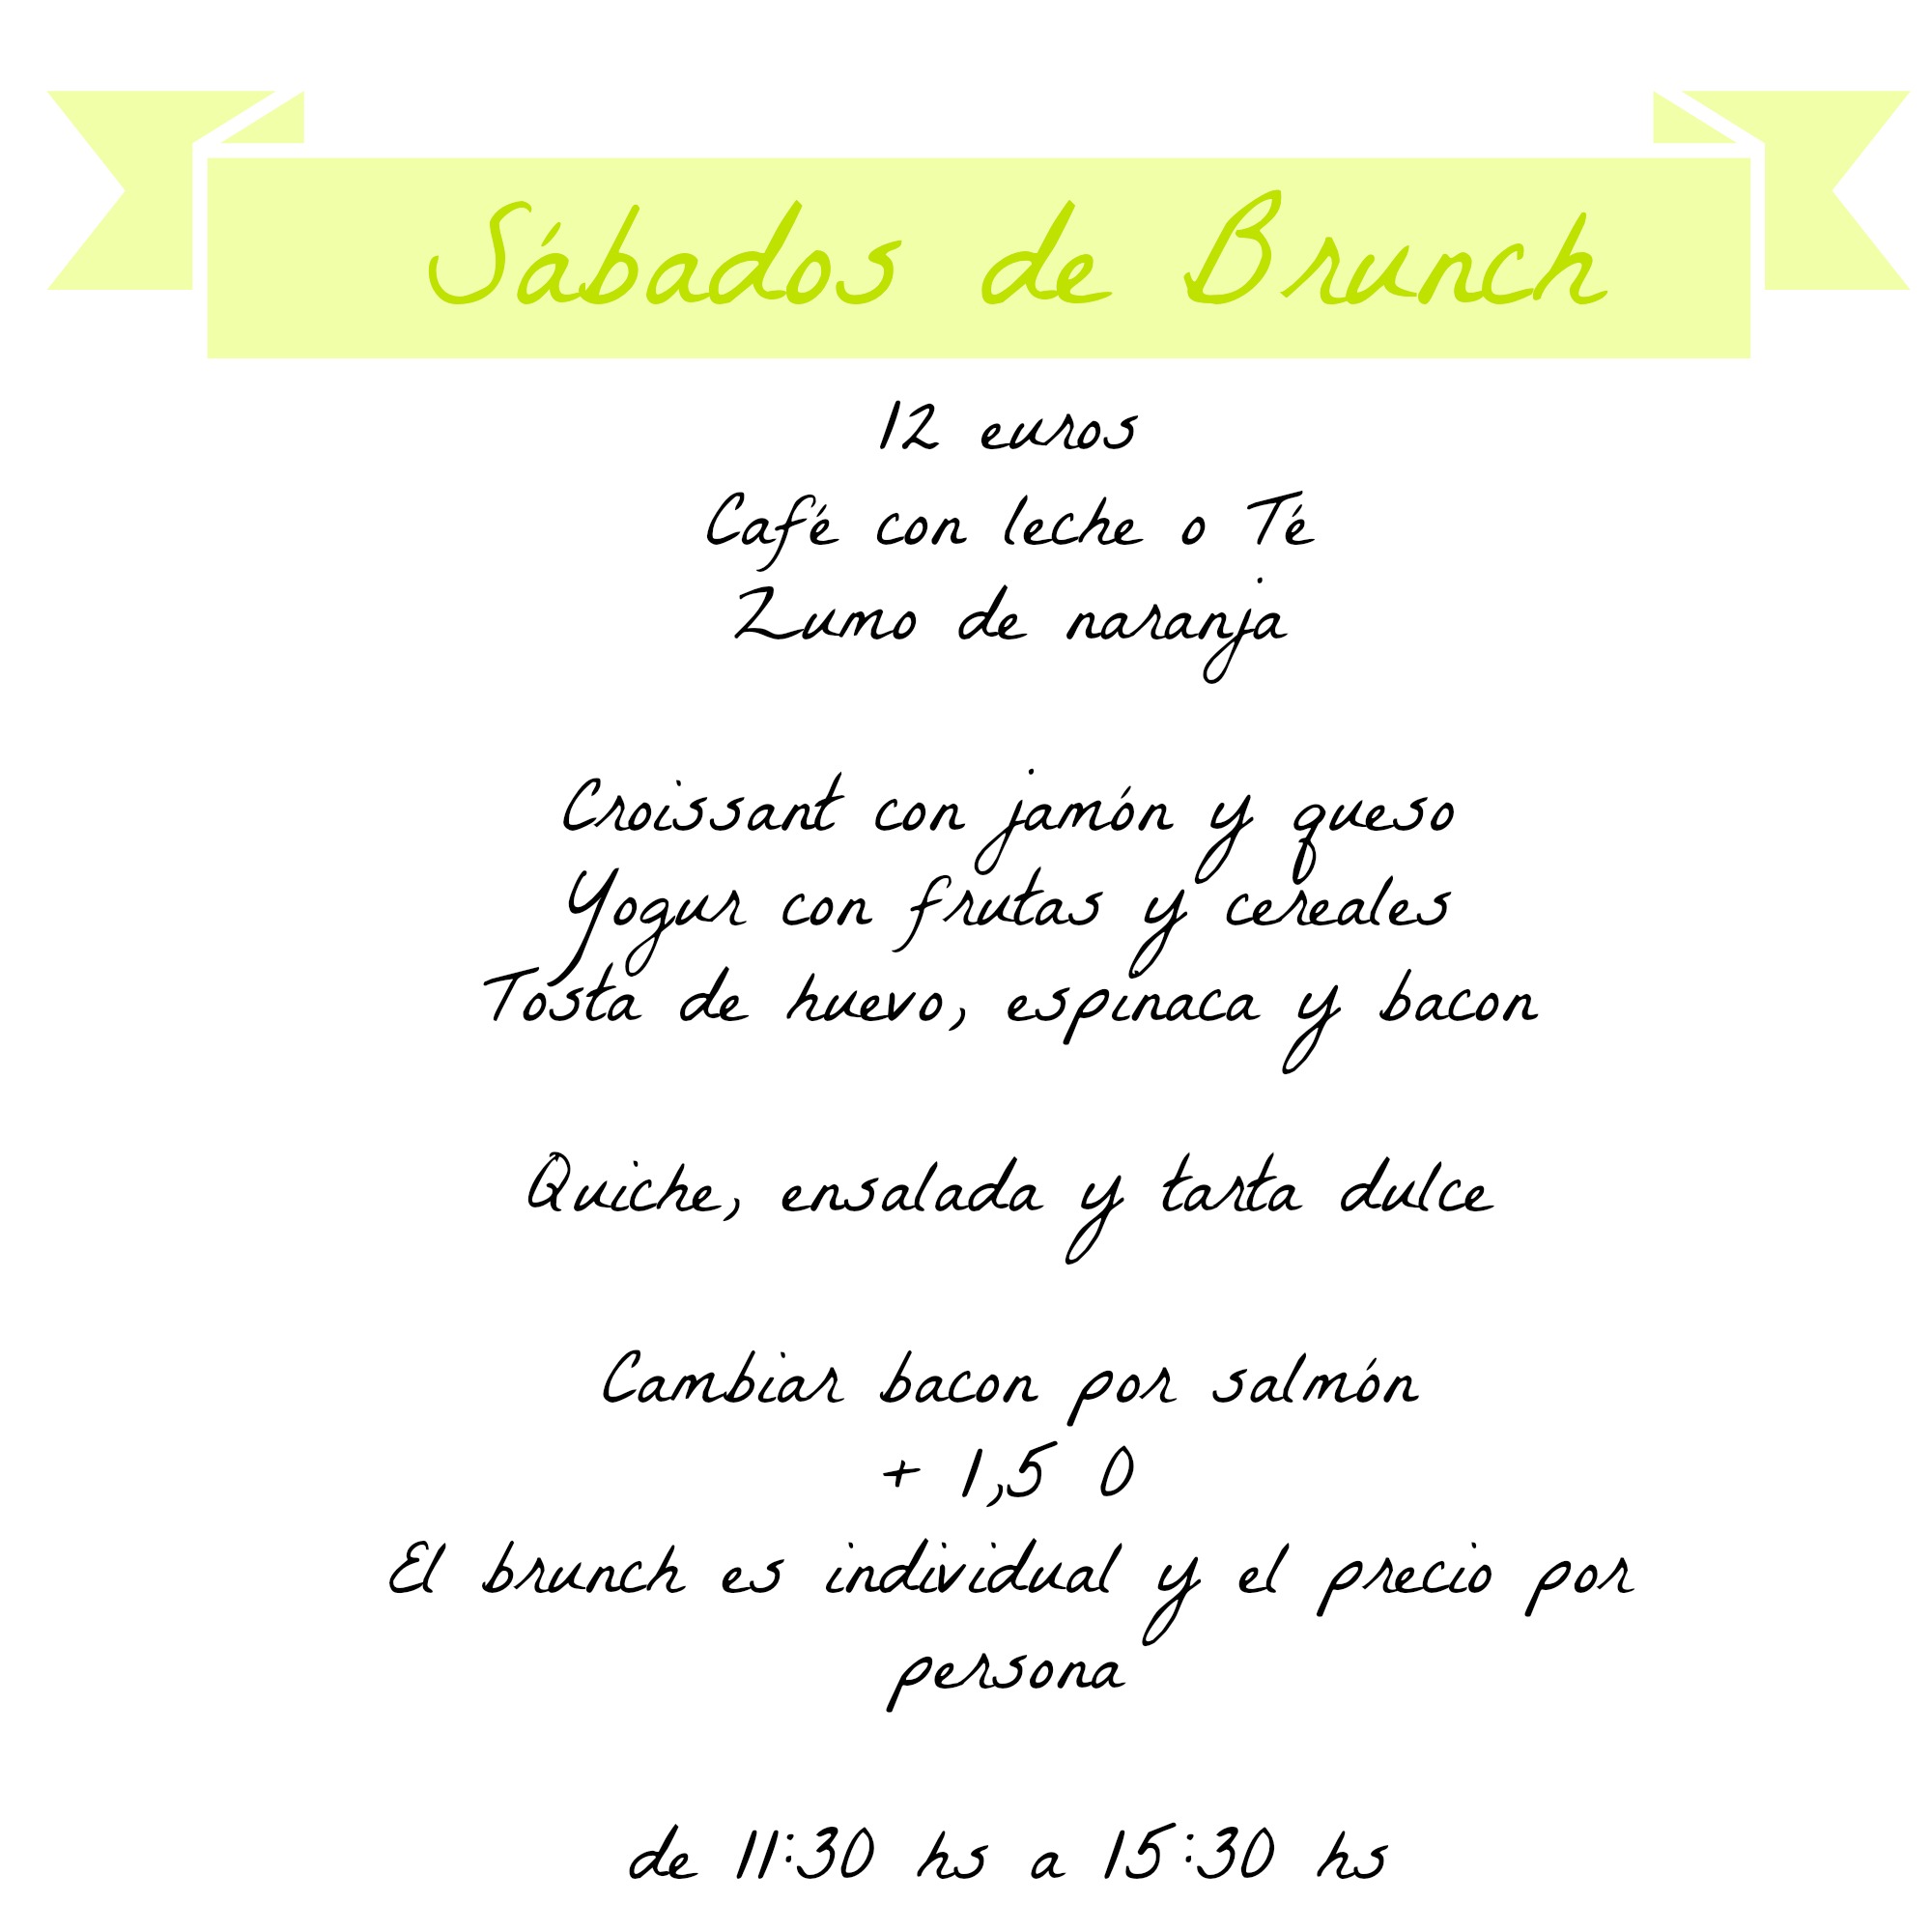 Sábados de Brunch
12 euros
Café con leche o Té
Zumo de naranja
Croissant con jamón y queso
Yogur con frutas y cereales
Tosta de huevo, espinaca y bacon
Quiche, ensalada y tarta dulce
Cambiar bacon por salmón
+ 1,5 0
El brunch es individual y el precio por
persona
de 11:30 hs a 15:30 hs